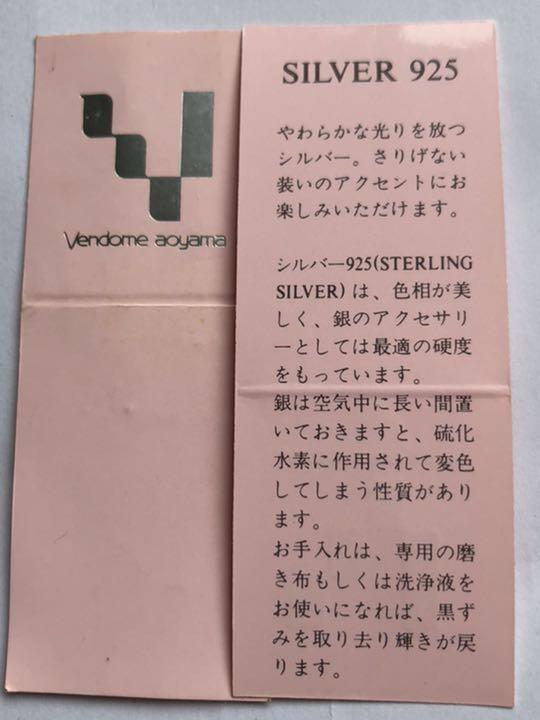 Vendome aoyama
SILVER 925
やわらかな光りを放つ
シルバー。さりげない
装いのアクセントにお
楽しみいただけます。
シルバー925(STERLING
SILVER)は、色相が美
しく、銀のアクセサリ
ーとしては最適の硬度
をもっています。
銀は空気中に長い間置
いておきますと、硫化
水素に作用されて変色
してしまう性質があり
ます。
お手入れは、専用の磨
き布もしくは洗浄液を
お使いになれば、黒ず
みを取り去り輝きが戻
ります。